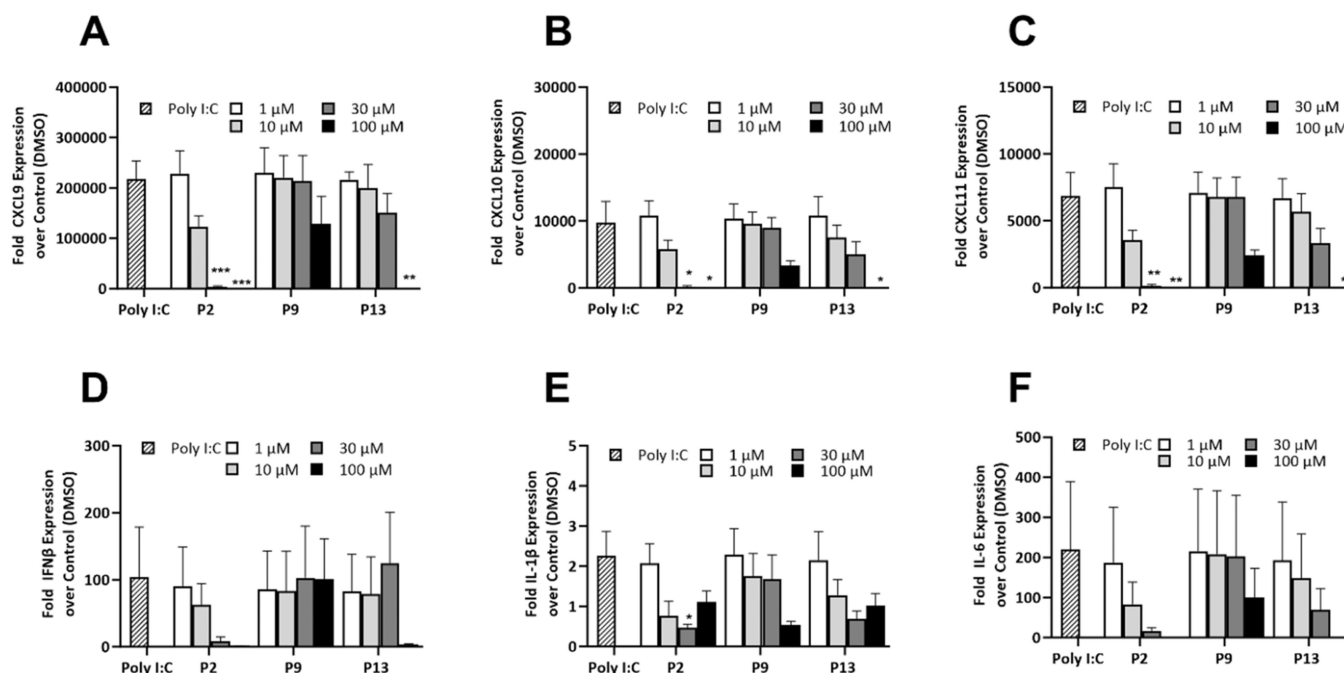 A
Fold CXCL9 Expression
over Control (DMSO)
400000
300000
200000
100000
0
Poly I:C
1 µM
30 µM
10 µM
100 µM
***
***
**
Poly I:C
P2
P9
P13
B
Fold CXCL10 Expression
over Control (DMSO)
30000
20000
10000
0
Poly I:C
1 µM
30 µM
10 µM
100 µM
*
*
*
Poly I:C
P2
P9
P13
C
Fold CXCL11 Expression
over Control (DMSO)
15000
10000
5000
0
Poly I:C
1 µM
30 µM
10 µM
100 µM
**
**
*
Poly I:C
P2
P9
P13
D
Fold IFNβ Expression
over Control (DMSO)
300
200
100
0
Poly I:C
1 µM
30 µM
10 µM
100 µM
Poly I:C
P2
P9
P13
E
Fold IL-1β Expression
over Control (DMSO)
5
4
3
2
1
0
Poly I:C
1 µM
30 µM
10 µM
100 µM
*
Poly I:C
P2
P9
P13
F
Fold IL-6 Expression
over Control (DMSO)
500
400
300
200
100
0
Poly I:C
1 µM
30 µM
10 µM
100 µM
Poly I:C
P2
P9
P13